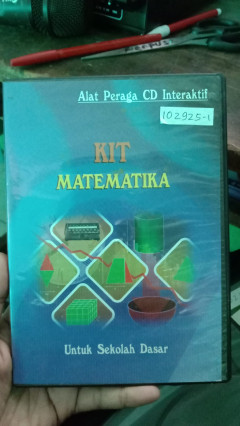 Alat Peraga CD Interaktif
102925-1
KIT
MATEMATIKA
Untuk Sekolah Dasar